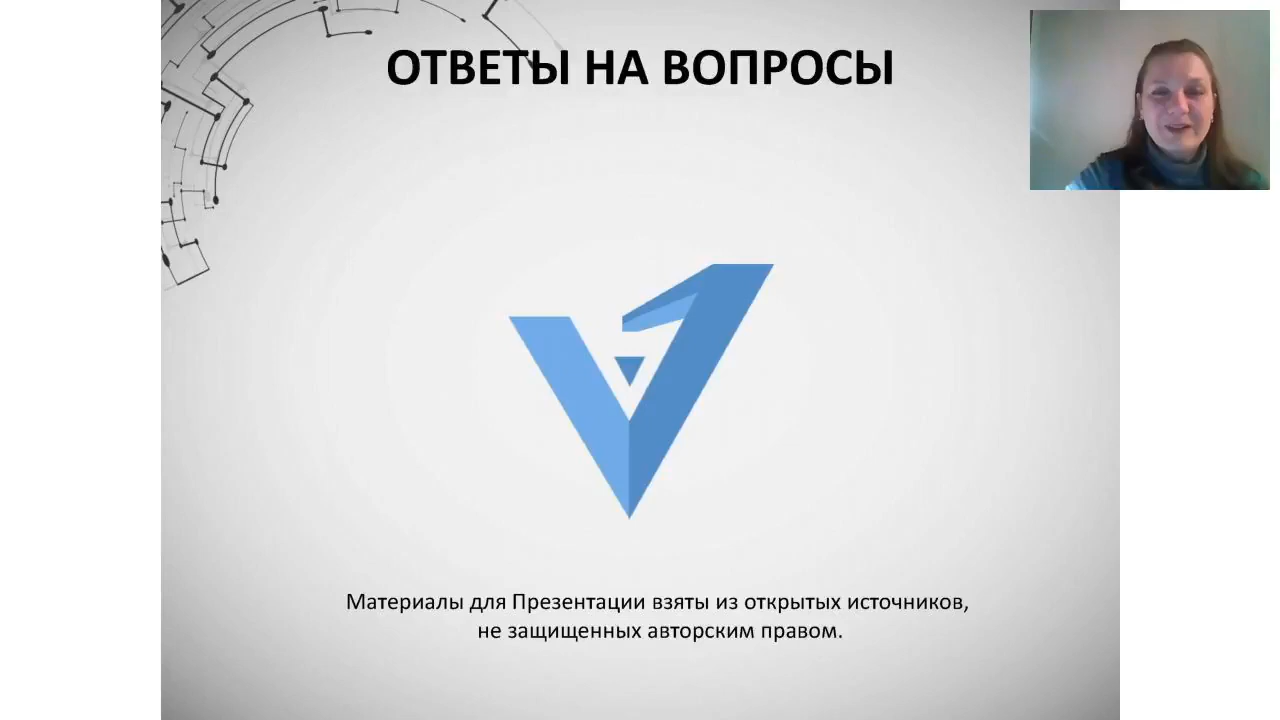 ОТВЕТЫ НА ВОПРОСЫ
Материалы для Презентации взяты из открытых источников,
не защищенных авторским правом.